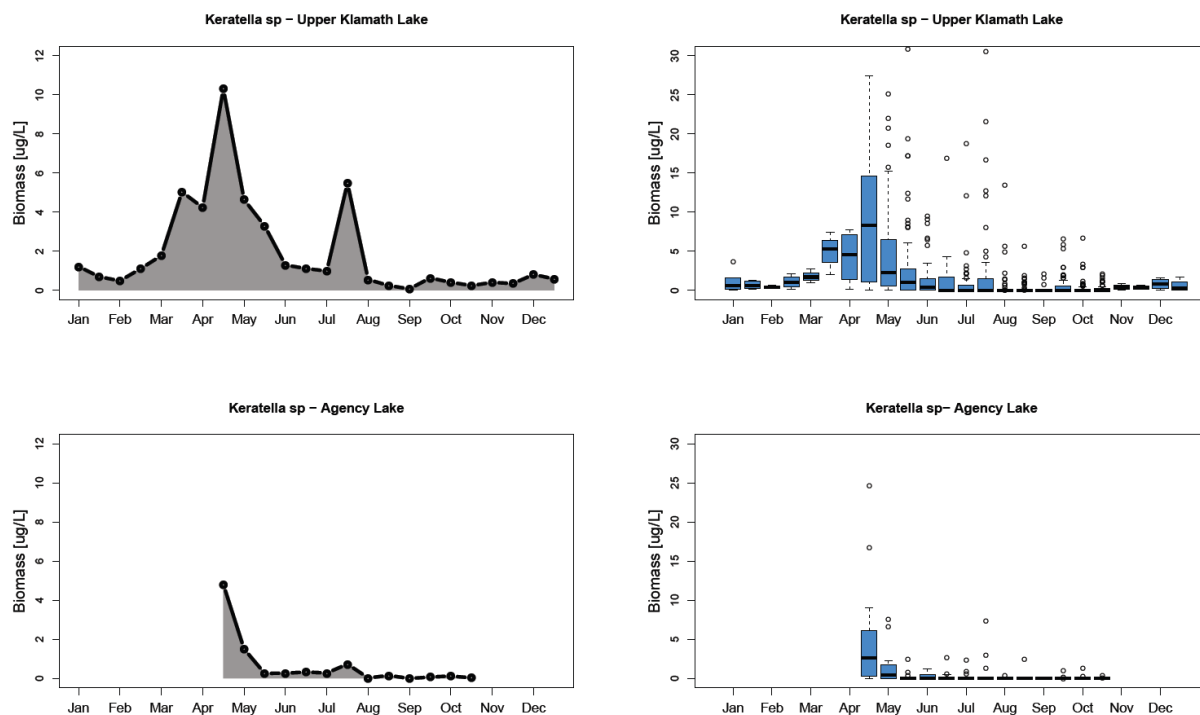 Keratella sp − Upper Klamath Lake
Biomass [ug/L]
12
10
8
6
4
2
0
Jan Feb Mar Apr May Jun Jul Aug Sep Oct Nov Dec
Keratella sp − Upper Klamath Lake
Biomass [ug/L]
30
25
20
15
10
5
0
Jan Feb Mar Apr May Jun Jul Aug Sep Oct Nov Dec
Keratella sp − Agency Lake
Biomass [ug/L]
12
10
8
6
4
2
0
Jan Feb Mar Apr May Jun Jul Aug Sep Oct Nov Dec
Keratella sp− Agency Lake
Biomass [ug/L]
30
25
20
15
10
5
0
Jan Feb Mar Apr May Jun Jul Aug Sep Oct Nov Dec